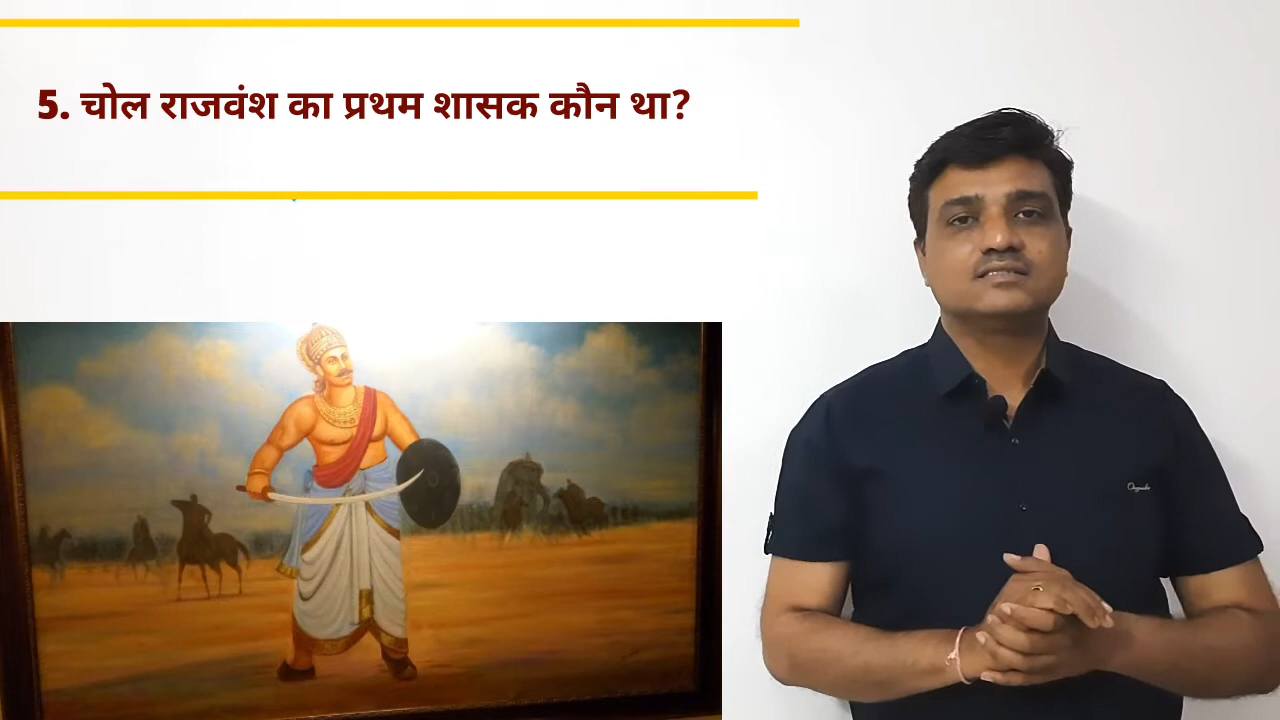 5. चोल राजवंश का प्रथम शासक कौन था?